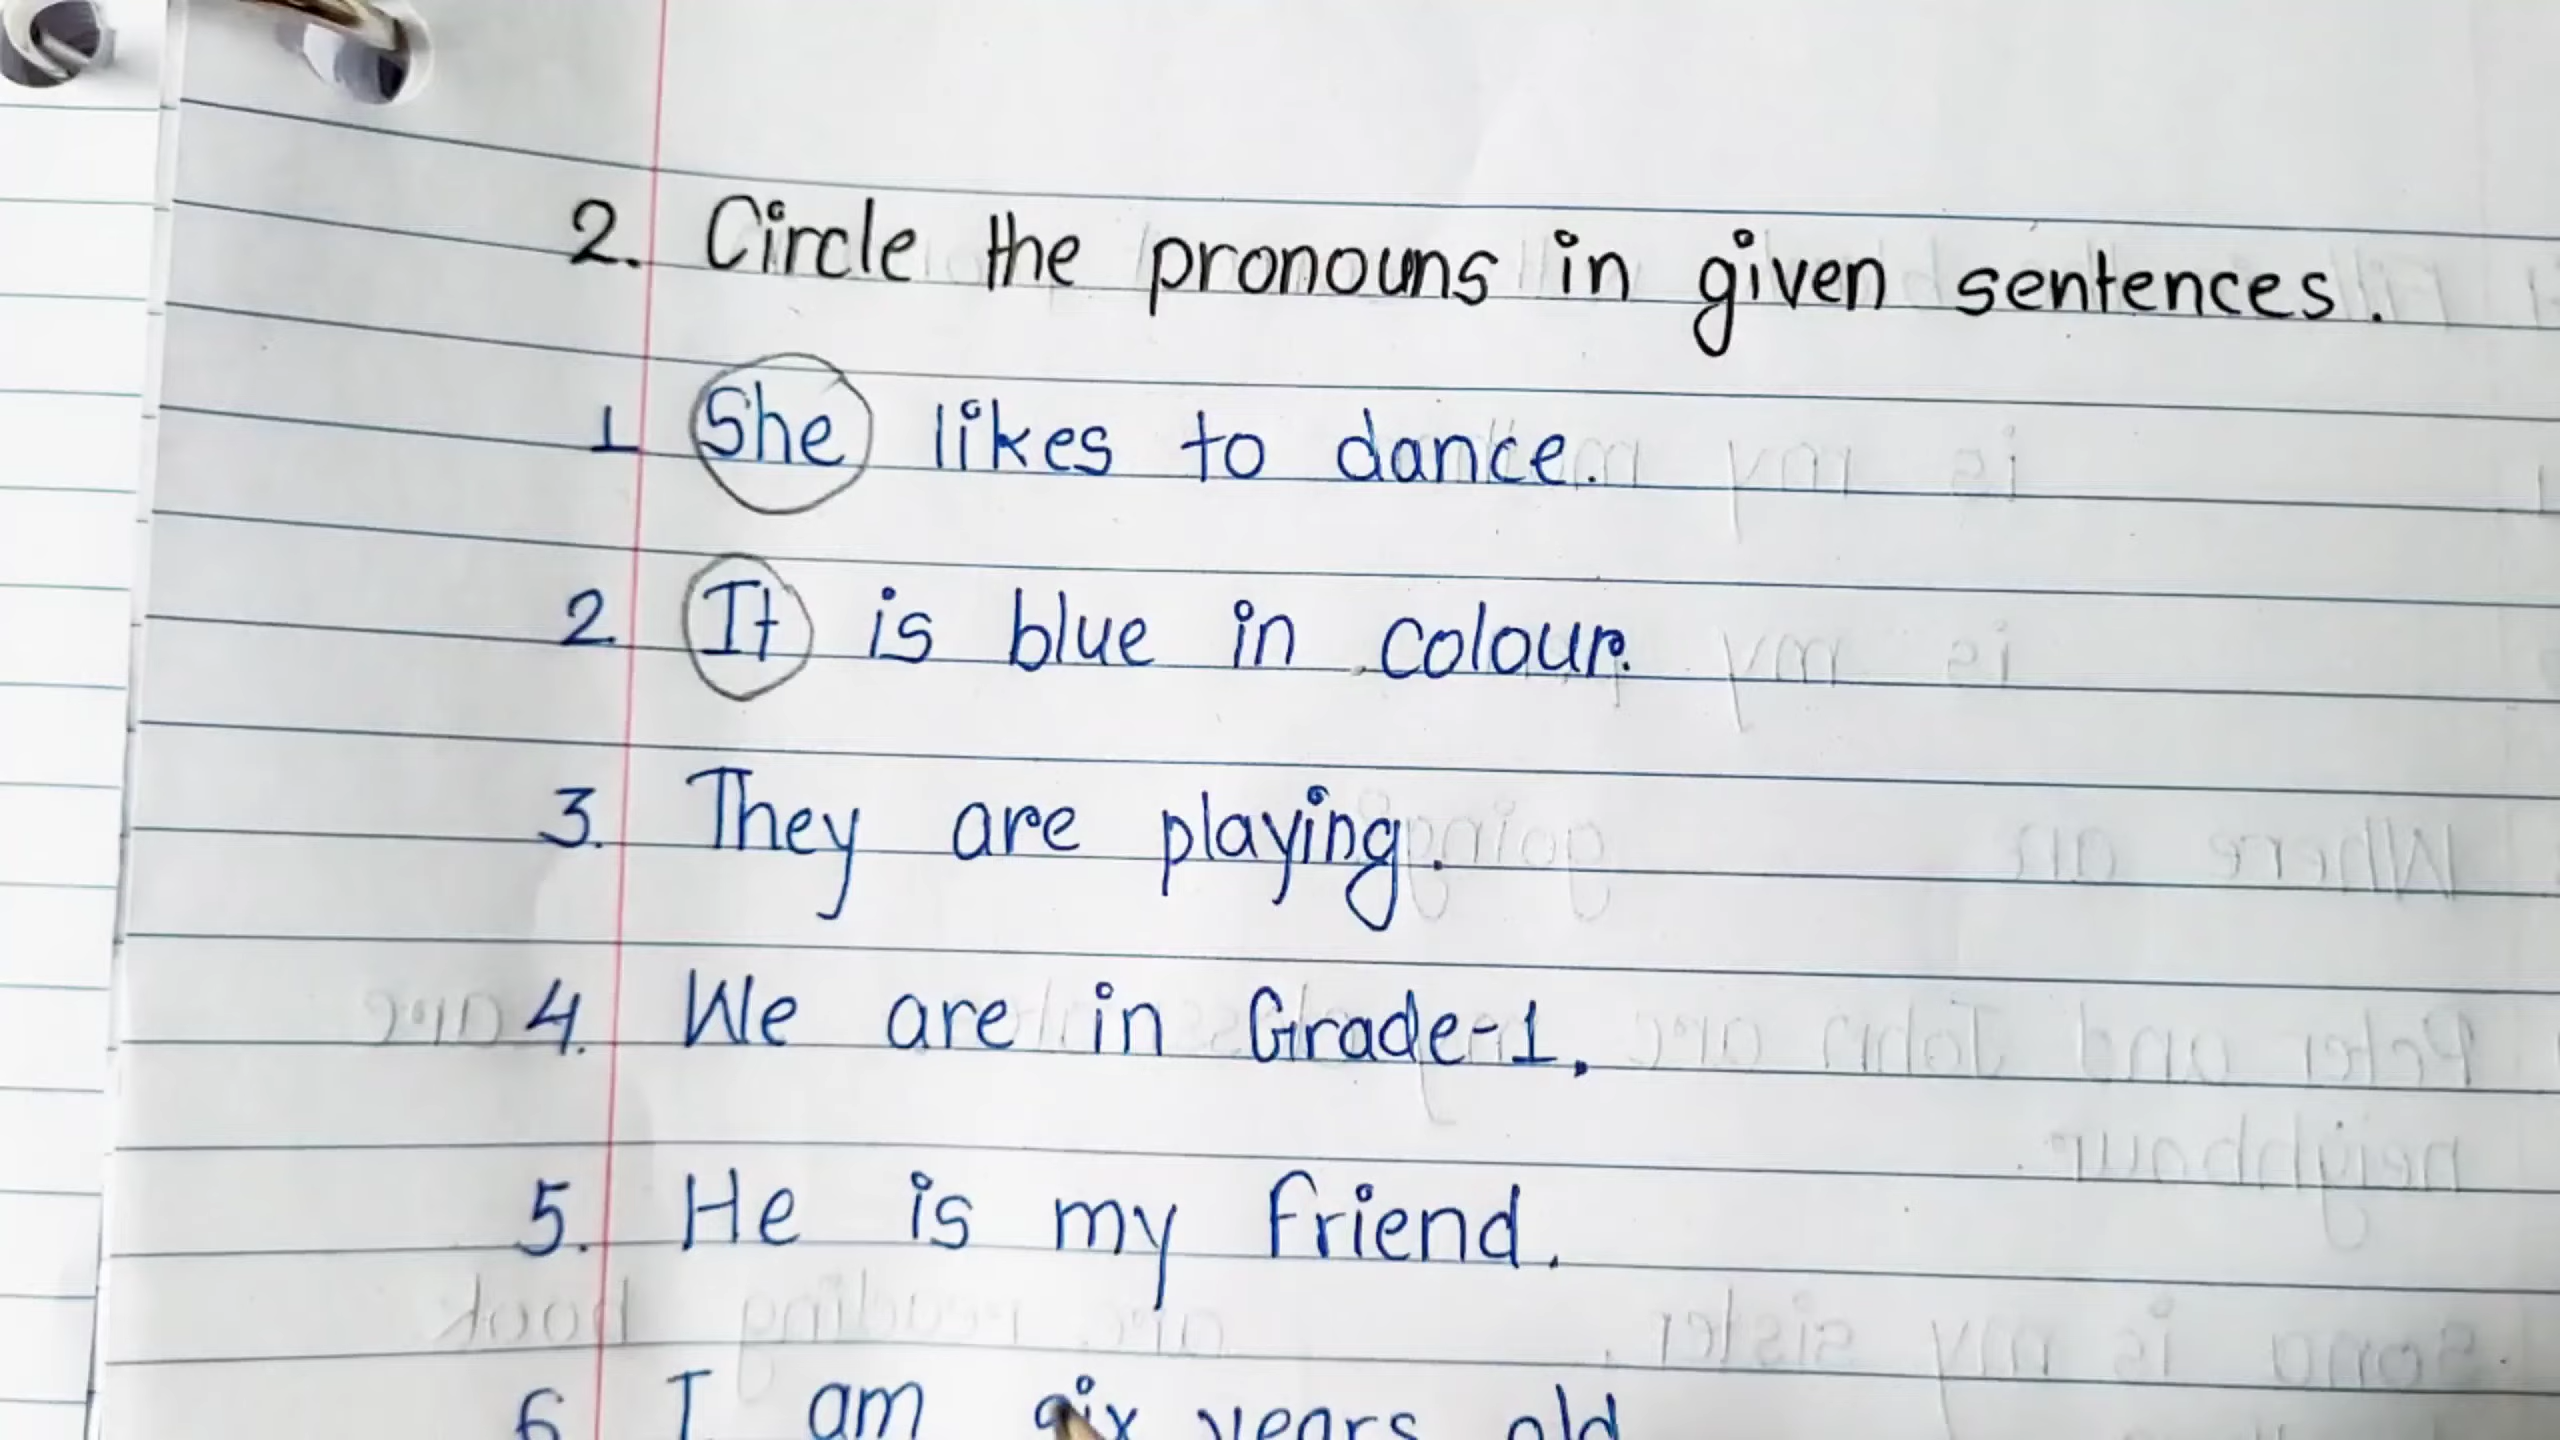 2. Circle the pronouns in given sentences.
1 She likes to dance.
2 It is blue in colour.
3. They are playing.
4. We are in Grade-1.
5. He is my friend.
6 I am six years old